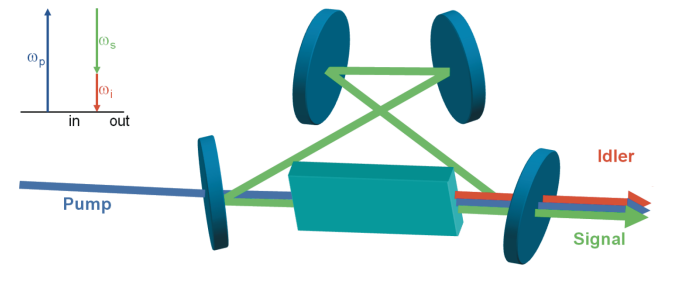 ωp
ωs
ωi
in out
Pump
Idler
Signal